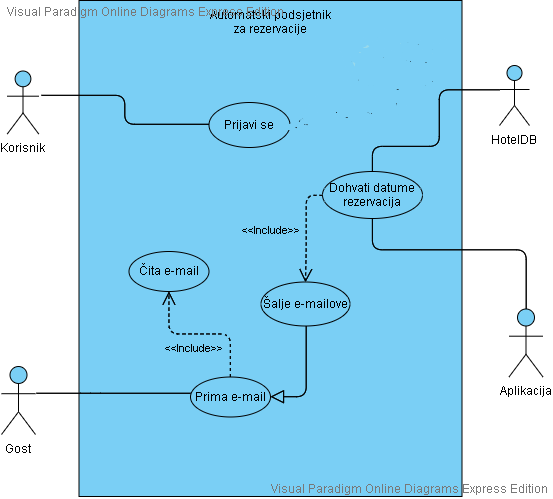 Visual Paradigm Online Diagrams Express Edition
Automatski podsjetnik
za rezervacije
Korisnik
Prijavi se
HotelDB
Dohvati datume
rezervacija
<<Include>>
Čita e-mail
Šalje e-mailove
<<Include>>
Aplikacija
Prima e-mail
Gost
Visual Paradigm Online Diagrams Express Edition